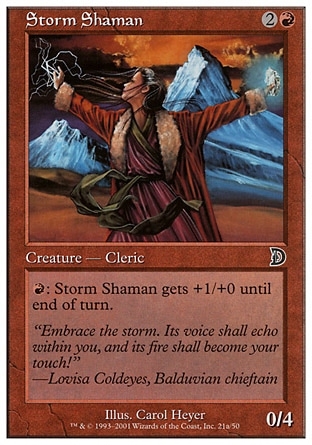 Storm Shaman 2
Creature — Cleric
: Storm Shaman gets +1/+0 until
end of turn.
“Embrace the storm. Its voice shall echo
within you, and its fire shall become your
touch!”
—Lovisa Coldeyes, Balduvian chieftain
Illus. Carol Heyer
™ & © 1993–2001 Wizards of the Coast, Inc. 21a/50
0/4